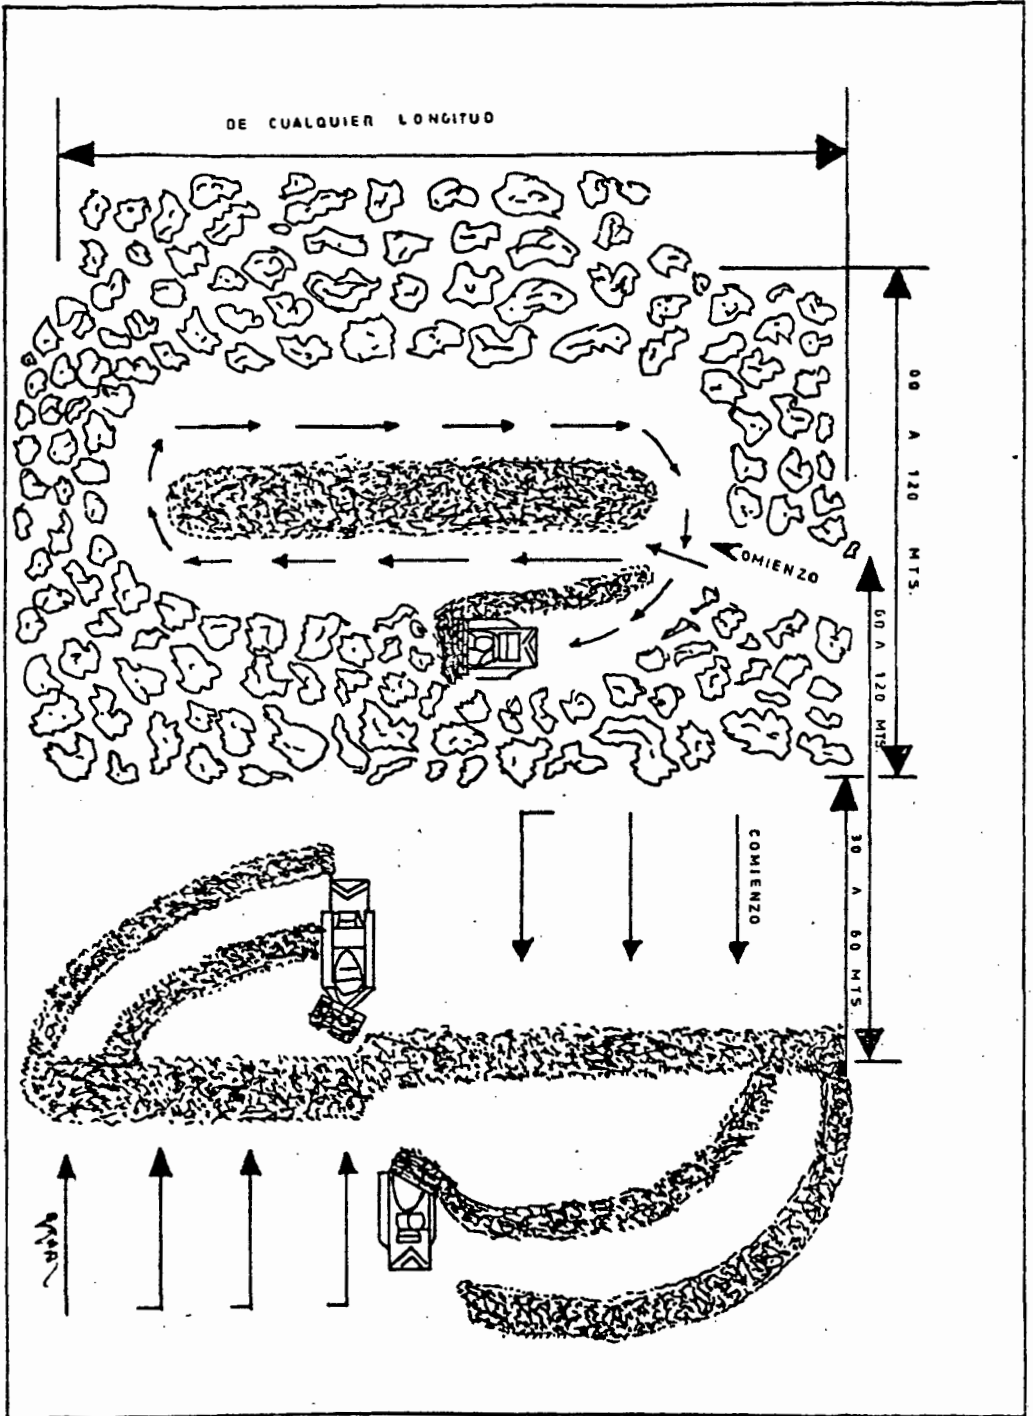 DE CUALQUIER LONGITUD
A 120 MTS.
COMIENZO
60 A 120 MTS
COMIENZO
30 A 60 MTS.